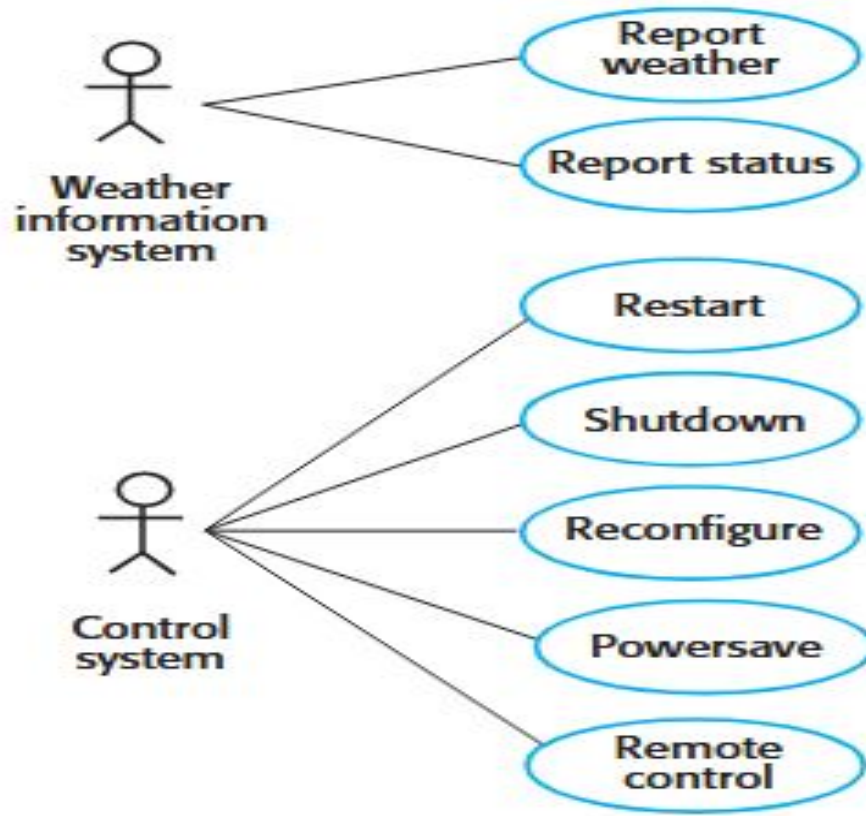 Report
weather
Report status
Weather
information
system
Restart
Shutdown
Reconfigure
Control
system
Powersave
Remote
control